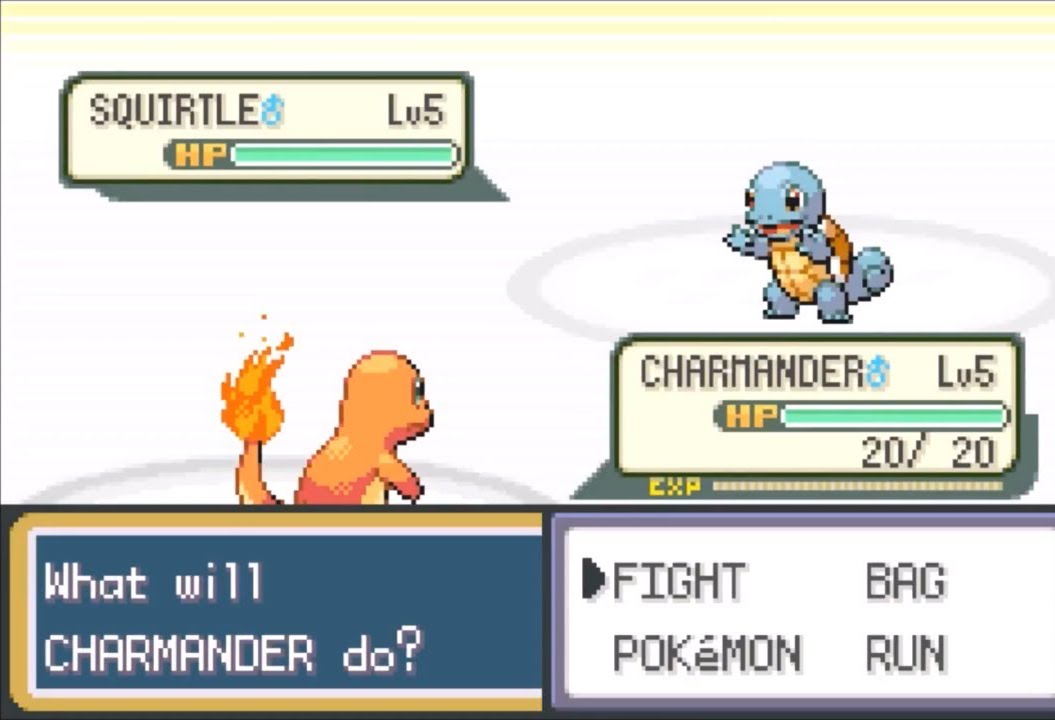 SQUIRTLE♂ Lv5
HP
CHARMANDER♂ Lv5
HP
20/ 20
EXP
What will
CHARMANDER do?
▶FIGHT BAG
POKéMON RUN